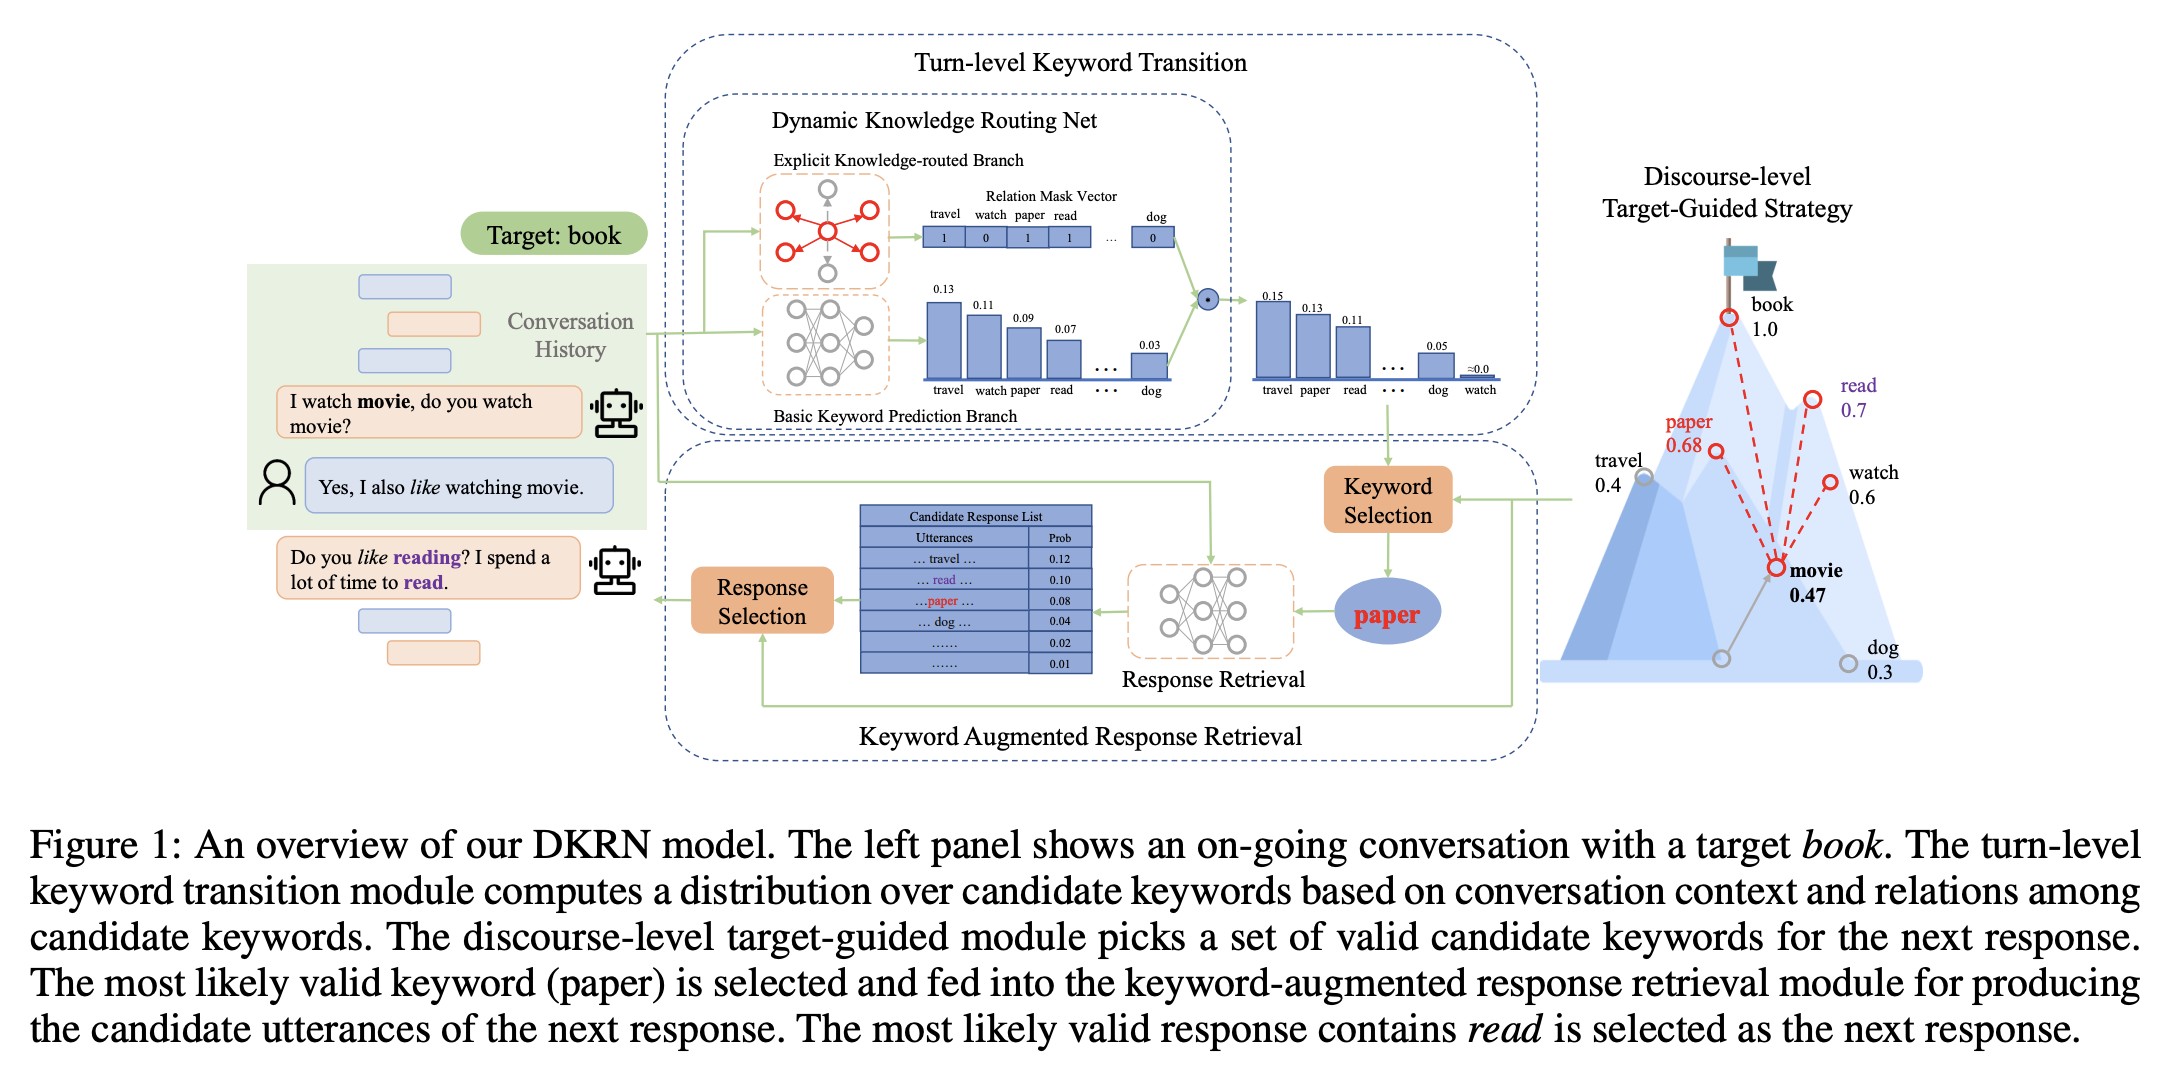 Turn-level Keyword Transition
Dynamic Knowledge Routing Net
Explicit Knowledge-routed Branch
Relation Mask Vector
travel watch paper read dog
1 0 1 1 ... 0
0.13 0.11 0.09 0.07 ... 0.03
travel watch paper read ... dog
Basic Keyword Prediction Branch
0.15 0.13 0.11 ... 0.05 ≈0.0
travel paper read ... dog watch
Target: book
Conversation
History
I watch movie, do you watch
movie?
Yes, I also like watching movie.
Do you like reading? I spend a
lot of time to read.
Keyword
Selection
paper
Response Retrieval
Candidate Response List
Utterances Prob
... travel ... 0.12
... read ... 0.10
...paper ... 0.08
... dog ... 0.04
...... 0.02
...... 0.01
Response
Selection
Keyword Augmented Response Retrieval
Discourse-level
Target-Guided Strategy
book
1.0
read
0.7
paper
0.68
travel
0.4
watch
0.6
movie
0.47
dog
0.3
Figure 1: An overview of our DKRN model. The left panel shows an on-going conversation with a target book. The turn-level
keyword transition module computes a distribution over candidate keywords based on conversation context and relations among
candidate keywords. The discourse-level target-guided module picks a set of valid candidate keywords for the next response.
The most likely valid keyword (paper) is selected and fed into the keyword-augmented response retrieval module for producing
the candidate utterances of the next response. The most likely valid response contains read is selected as the next response.